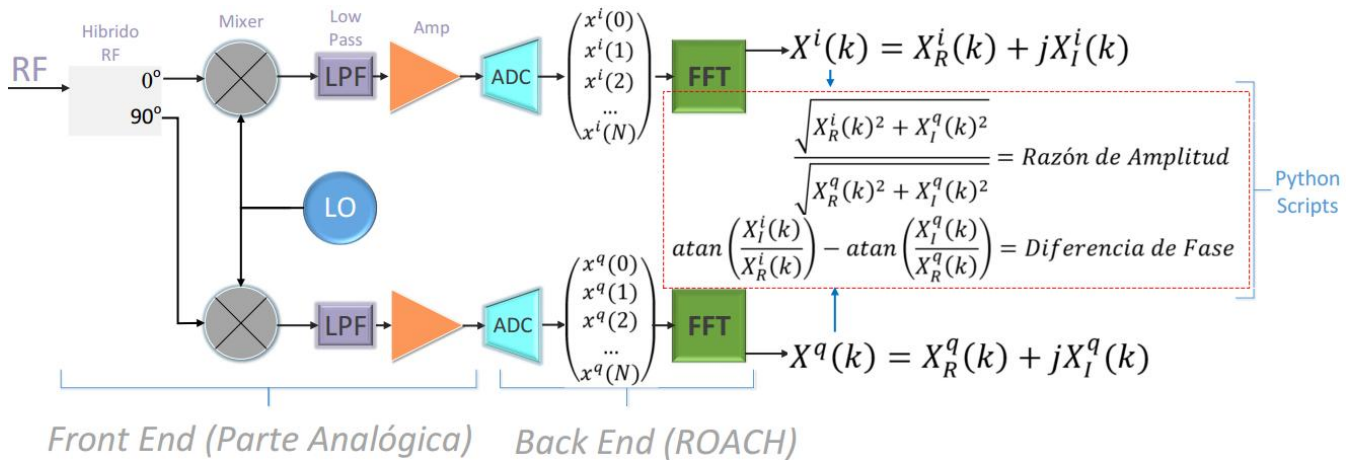 RF
Hibrido
RF
0°
90°
Mixer
Low
Pass
LPF
Amp
ADC
x^i(0)
x^i(1)
x^i(2)
...
x^i(N)
FFT
X^i(k) = X_R^i(k) + jX_I^i(k)
√(X_R^i(k)^2 + X_I^q(k)^2) / √(X_R^q(k)^2 + X_I^q(k)^2) = Razón de Amplitud
atan(X_I^i(k)/X_R^i(k)) − atan(X_I^q(k)/X_R^q(k)) = Diferencia de Fase
Python
Scripts
LO
LPF
ADC
x^q(0)
x^q(1)
x^q(2)
...
x^q(N)
FFT
X^q(k) = X_R^q(k) + jX_I^q(k)
Front End (Parte Analógica)
Back End (ROACH)